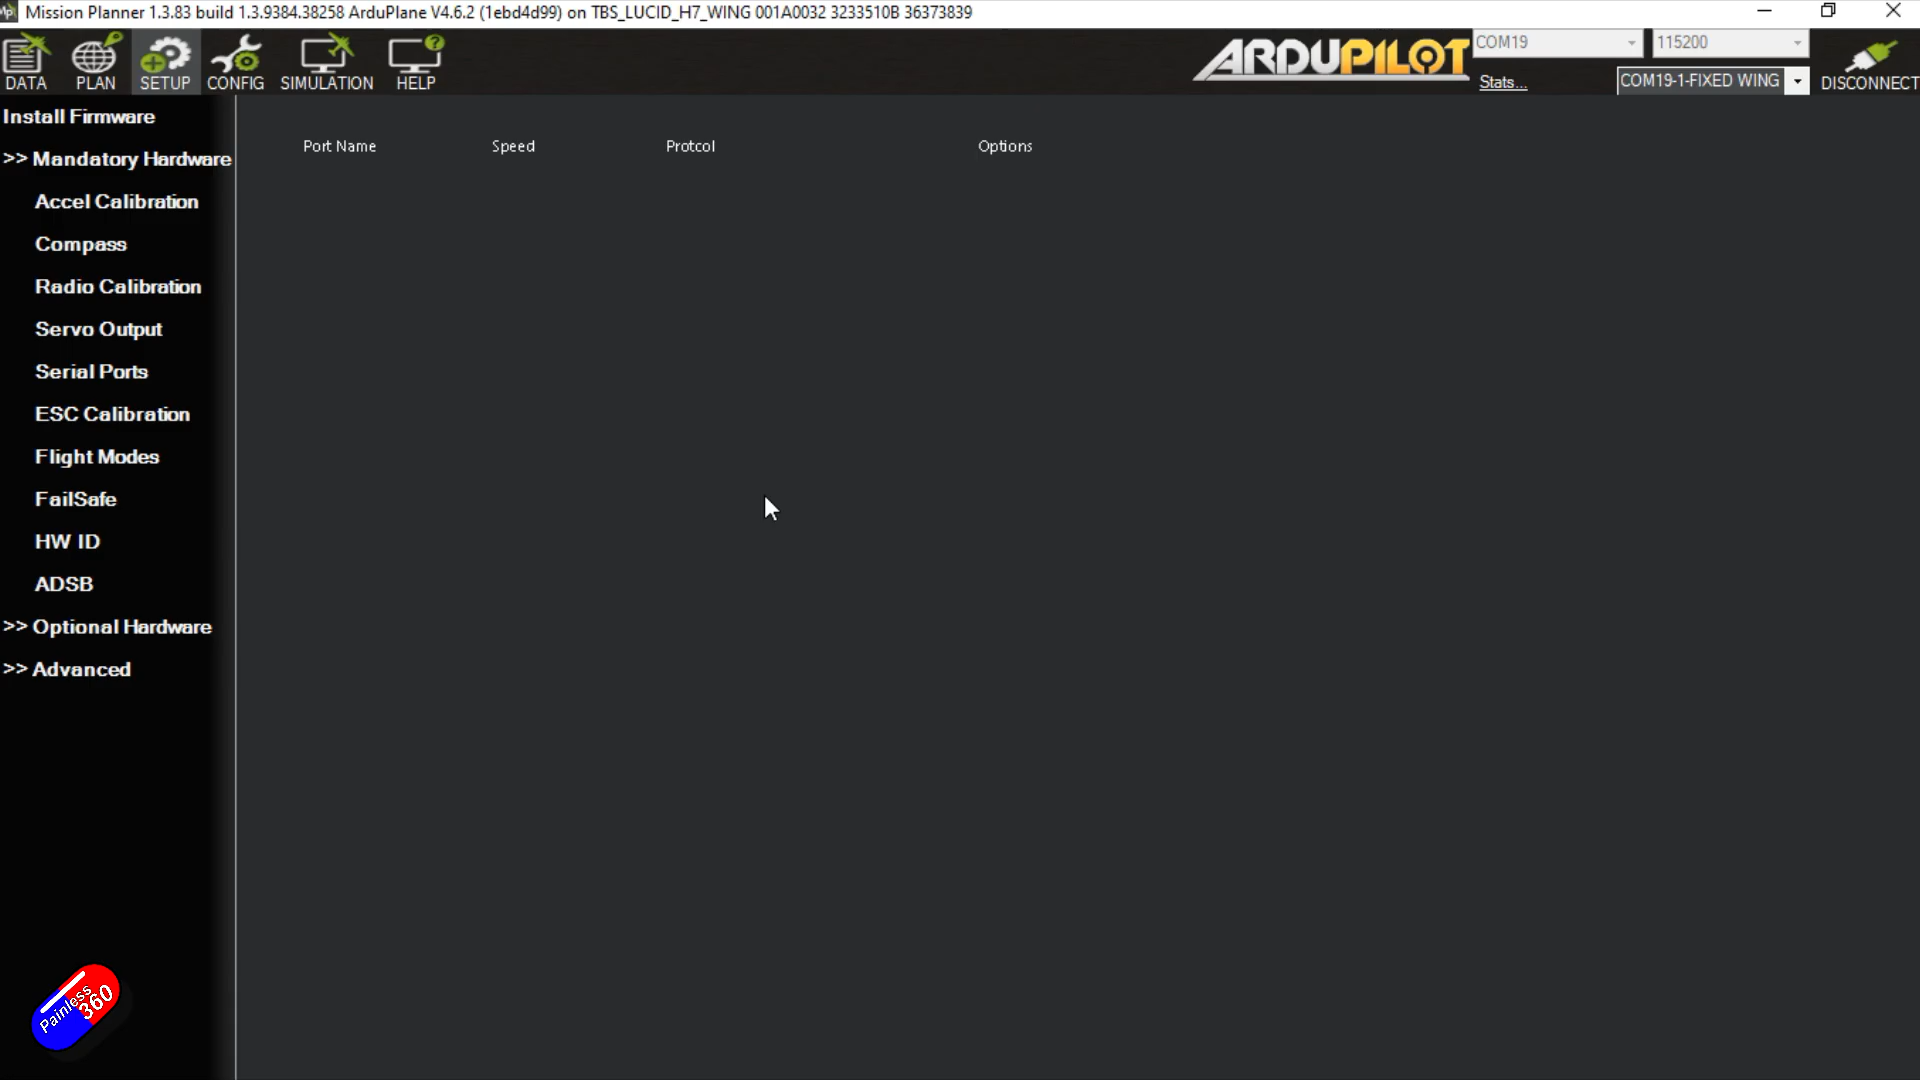 Mission Planner 1.3.83 build 1.3.9384.38258 ArduPlane V4.6.2 (1ebd4d99) on TBS_LUCID_H7_WING 001A0032 3233510B 36373839
DATA
PLAN
SETUP
CONFIG
SIMULATION
HELP
ARDUPILOT
COM19
115200
Stats...
COM19-1-FIXED WING
DISCONNECT
Install Firmware
>> Mandatory Hardware
Accel Calibration
Compass
Radio Calibration
Servo Output
Serial Ports
ESC Calibration
Flight Modes
FailSafe
HW ID
ADSB
>> Optional Hardware
>> Advanced
Port Name
Speed
Protcol
Options
Painless
360